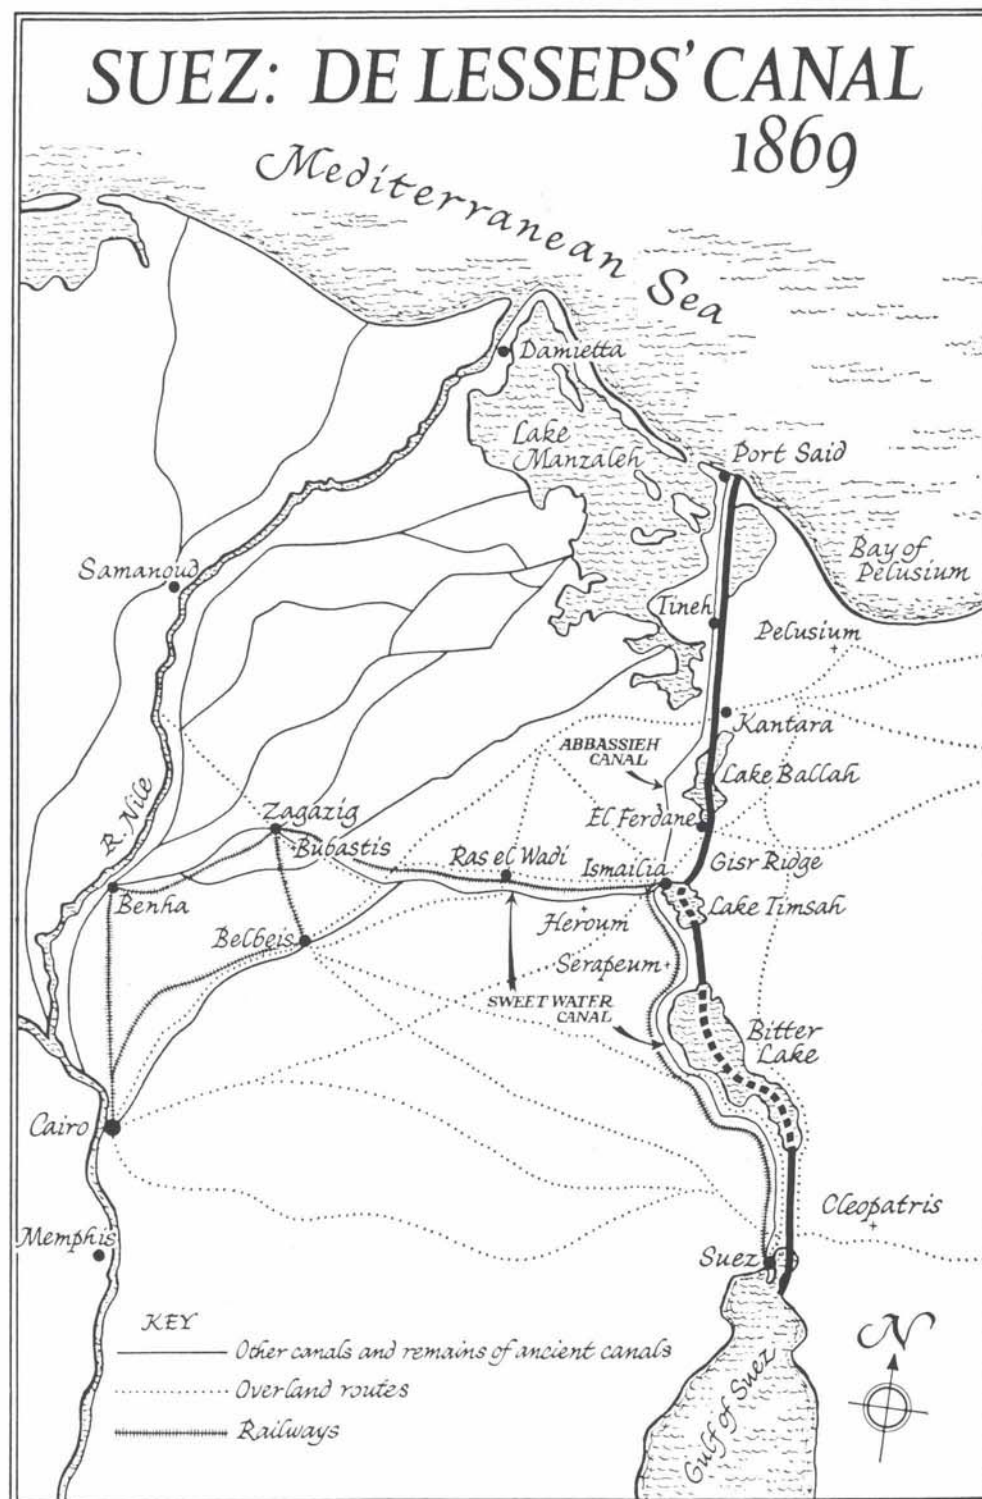 SUEZ: DE LESSEPS' CANAL
1869
Mediterranean Sea
Damietta
Lake
Manzaleh
Port Said
Bay of
Pelusium
Samanoud
Tineh
Pelusium
Kantara
ABBASSIEH
CANAL
Lake Ballah
R. Nile
Zagazig
El Ferdane
Bubastis
Ras el Wadi
Ismailia
Gisr Ridge
Benha
Lake Timsah
Heroum
Belbeis
Serapeum
SWEET WATER
CANAL
Bitter
Lake
Cairo
Cleopatris
Memphis
Suez
KEY
Other canals and remains of ancient canals
Overland routes
Railways
Gulf of Suez
N